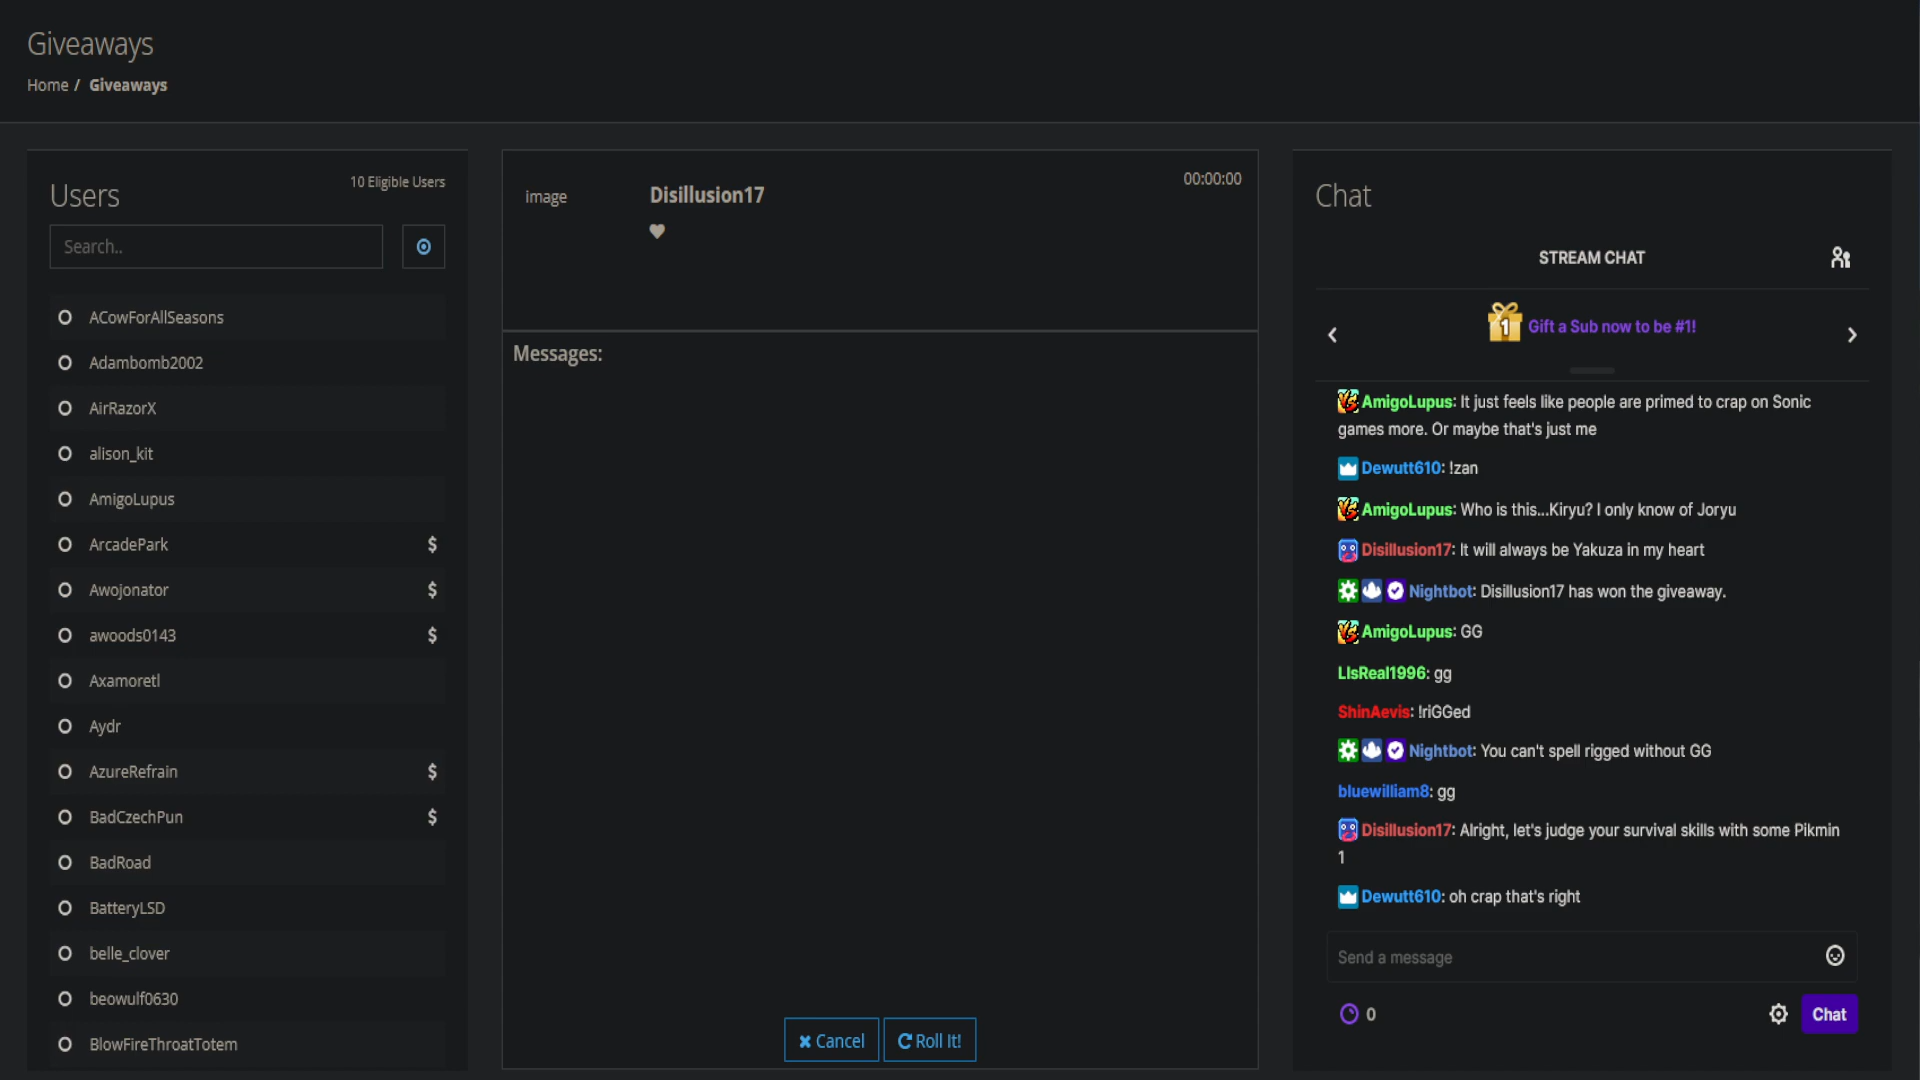 Giveaways
Home / Giveaways
Users
10 Eligible Users
Search..
ACowForAllSeasons
Adambomb2002
AirRazorX
alison_kit
AmigoLupus
ArcadePark $
Awojonator $
awoods0143 $
Axamoretl
Aydr
AzureRefrain $
BadCzechPun $
BadRoad
BatteryLSD
belle_clover
beowulf0630
BlowFireThroatTotem
image
Disillusion17
00:00:00
Messages:
Cancel
Roll It!
Chat
STREAM CHAT
1 Gift a Sub now to be #1!
AmigoLupus: It just feels like people are primed to crap on Sonic
games more. Or maybe that's just me
Dewutt610: !zan
AmigoLupus: Who is this...Kiryu? I only know of Joryu
Disillusion17: It will always be Yakuza in my heart
Nightbot: Disillusion17 has won the giveaway.
AmigoLupus: GG
LIsReal1996: gg
ShinAevis: !riGGed
Nightbot: You can't spell rigged without GG
bluewilliam8: gg
Disillusion17: Alright, let's judge your survival skills with some Pikmin
1
Dewutt610: oh crap that's right
Send a message
0
Chat